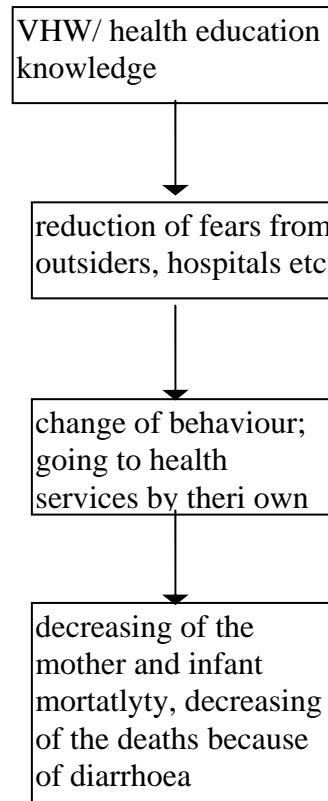 VHW/ health education
knowledge
reduction of fears from
outsiders, hospitals etc
change of behaviour;
going to health
services by theri own
decreasing of the
mother and infant
mortatlyty, decreasing
of the deaths because
of diarrhoea